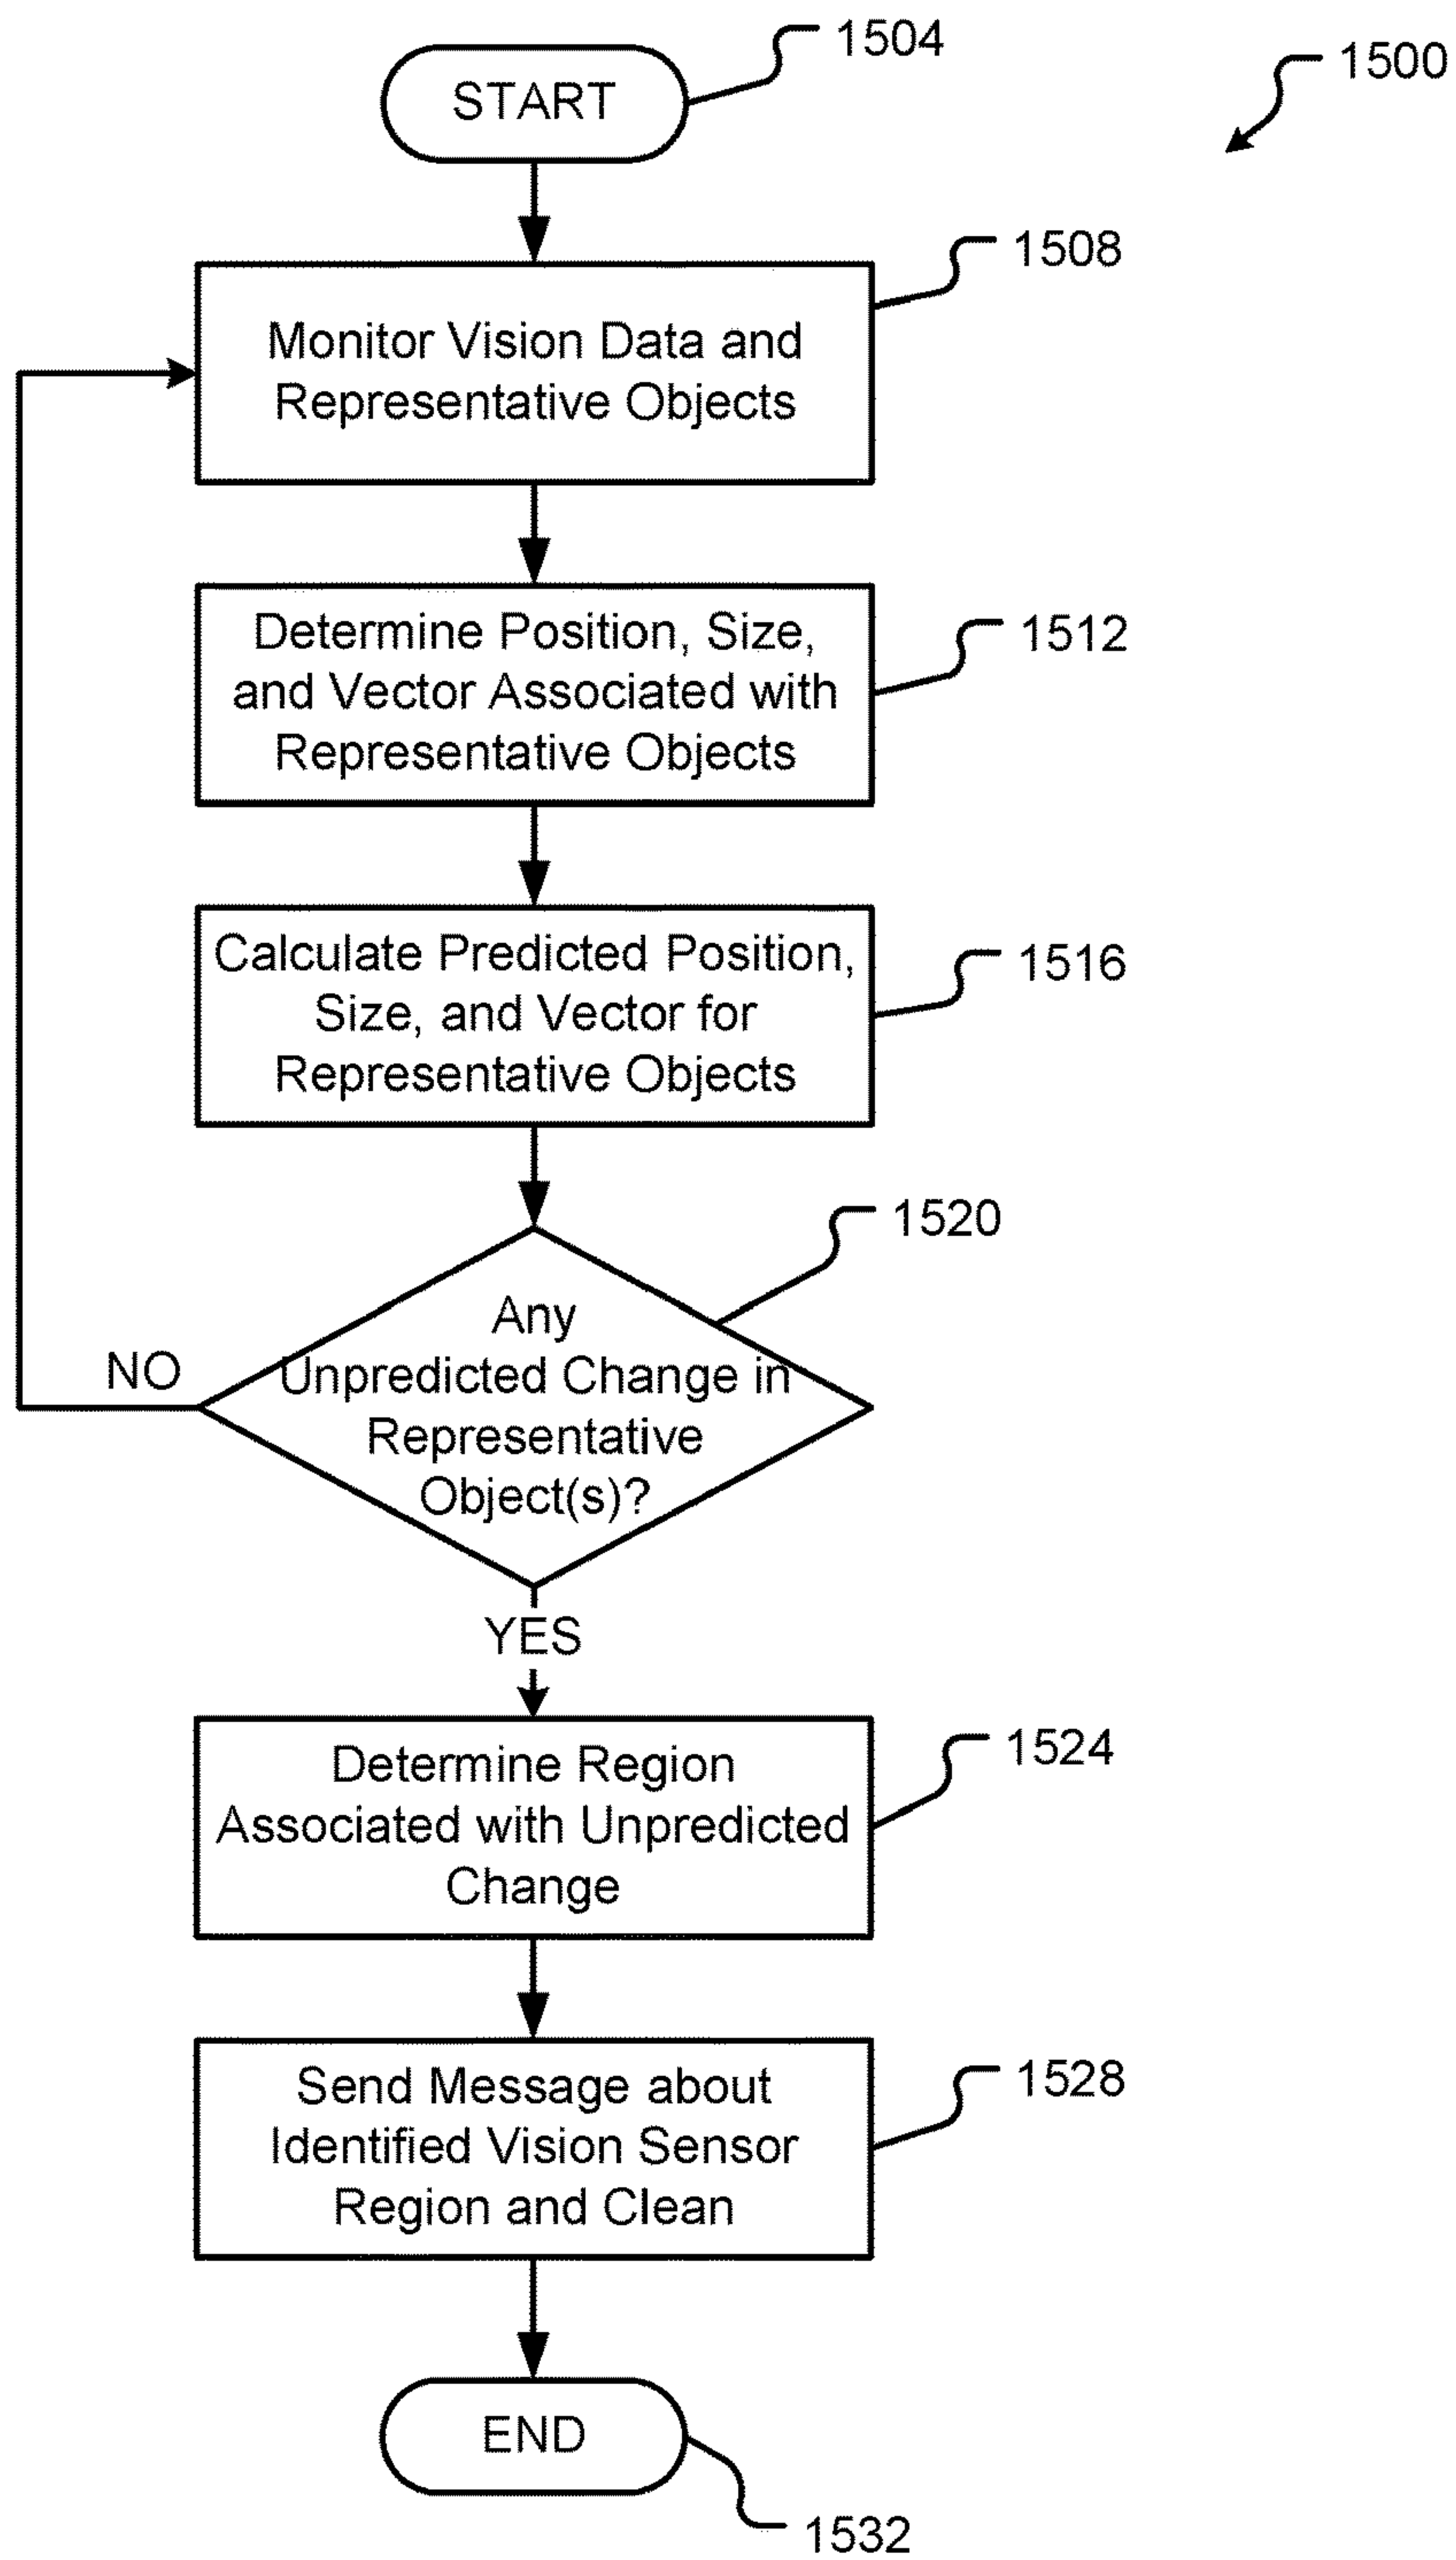 1504
START
1500
1508
Monitor Vision Data and
Representative Objects
1512
Determine Position, Size,
and Vector Associated with
Representative Objects
1516
Calculate Predicted Position,
Size, and Vector for
Representative Objects
1520
Any
Unpredicted Change in
Representative
Object(s)?
NO
YES
1524
Determine Region
Associated with Unpredicted
Change
1528
Send Message about
Identified Vision Sensor
Region and Clean
END
1532